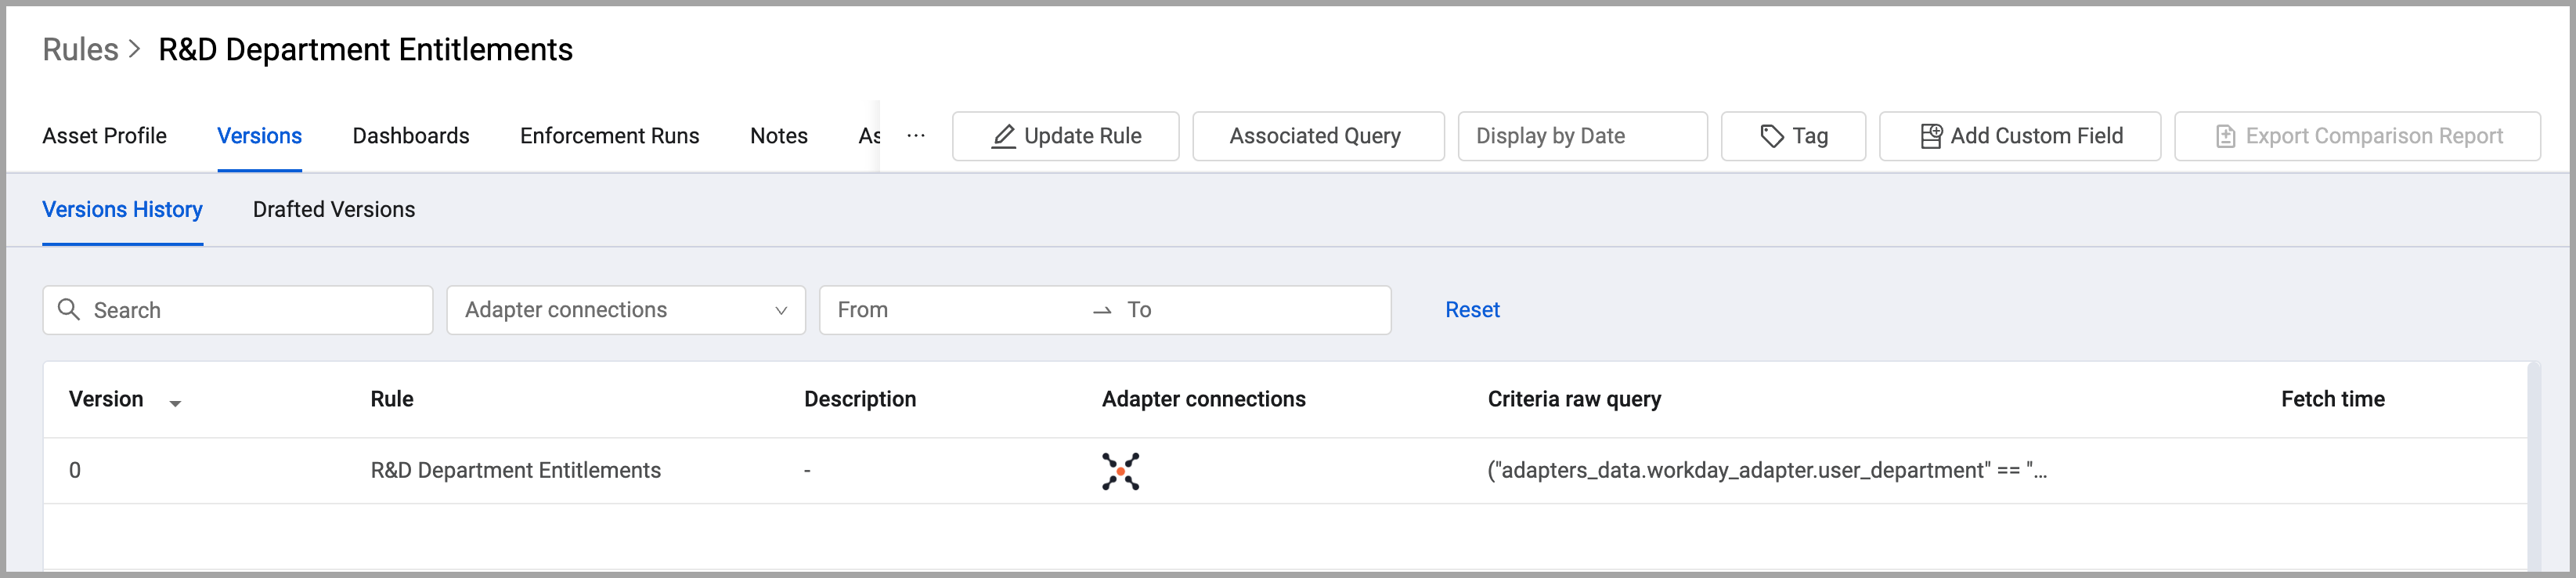 Rules > R&D Department Entitlements
Asset Profile Versions Dashboards Enforcement Runs Notes As ... Update Rule Associated Query Display by Date Tag Add Custom Field Export Comparison Report
Versions History Drafted Versions
Search Adapter connections From → To Reset
Version Rule Description Adapter connections Criteria raw query Fetch time
0 R&D Department Entitlements - ("adapters_data.workday_adapter.user_department" == "...